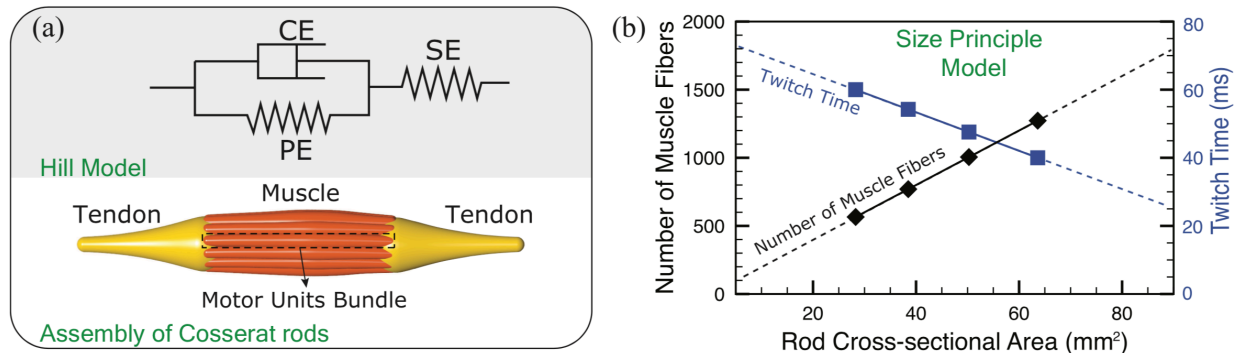 (a)
CE
SE
PE
Hill Model
Muscle
Tendon
Tendon
Motor Units Bundle
Assembly of Cosserat rods
(b)
Size Principle
Model
Twitch Time
Number of Muscle Fibers
Number of Muscle Fibers
2000
1500
1000
500
0
80
60
40
20
0
Twitch Time (ms)
20 40 60 80
Rod Cross-sectional Area (mm²)